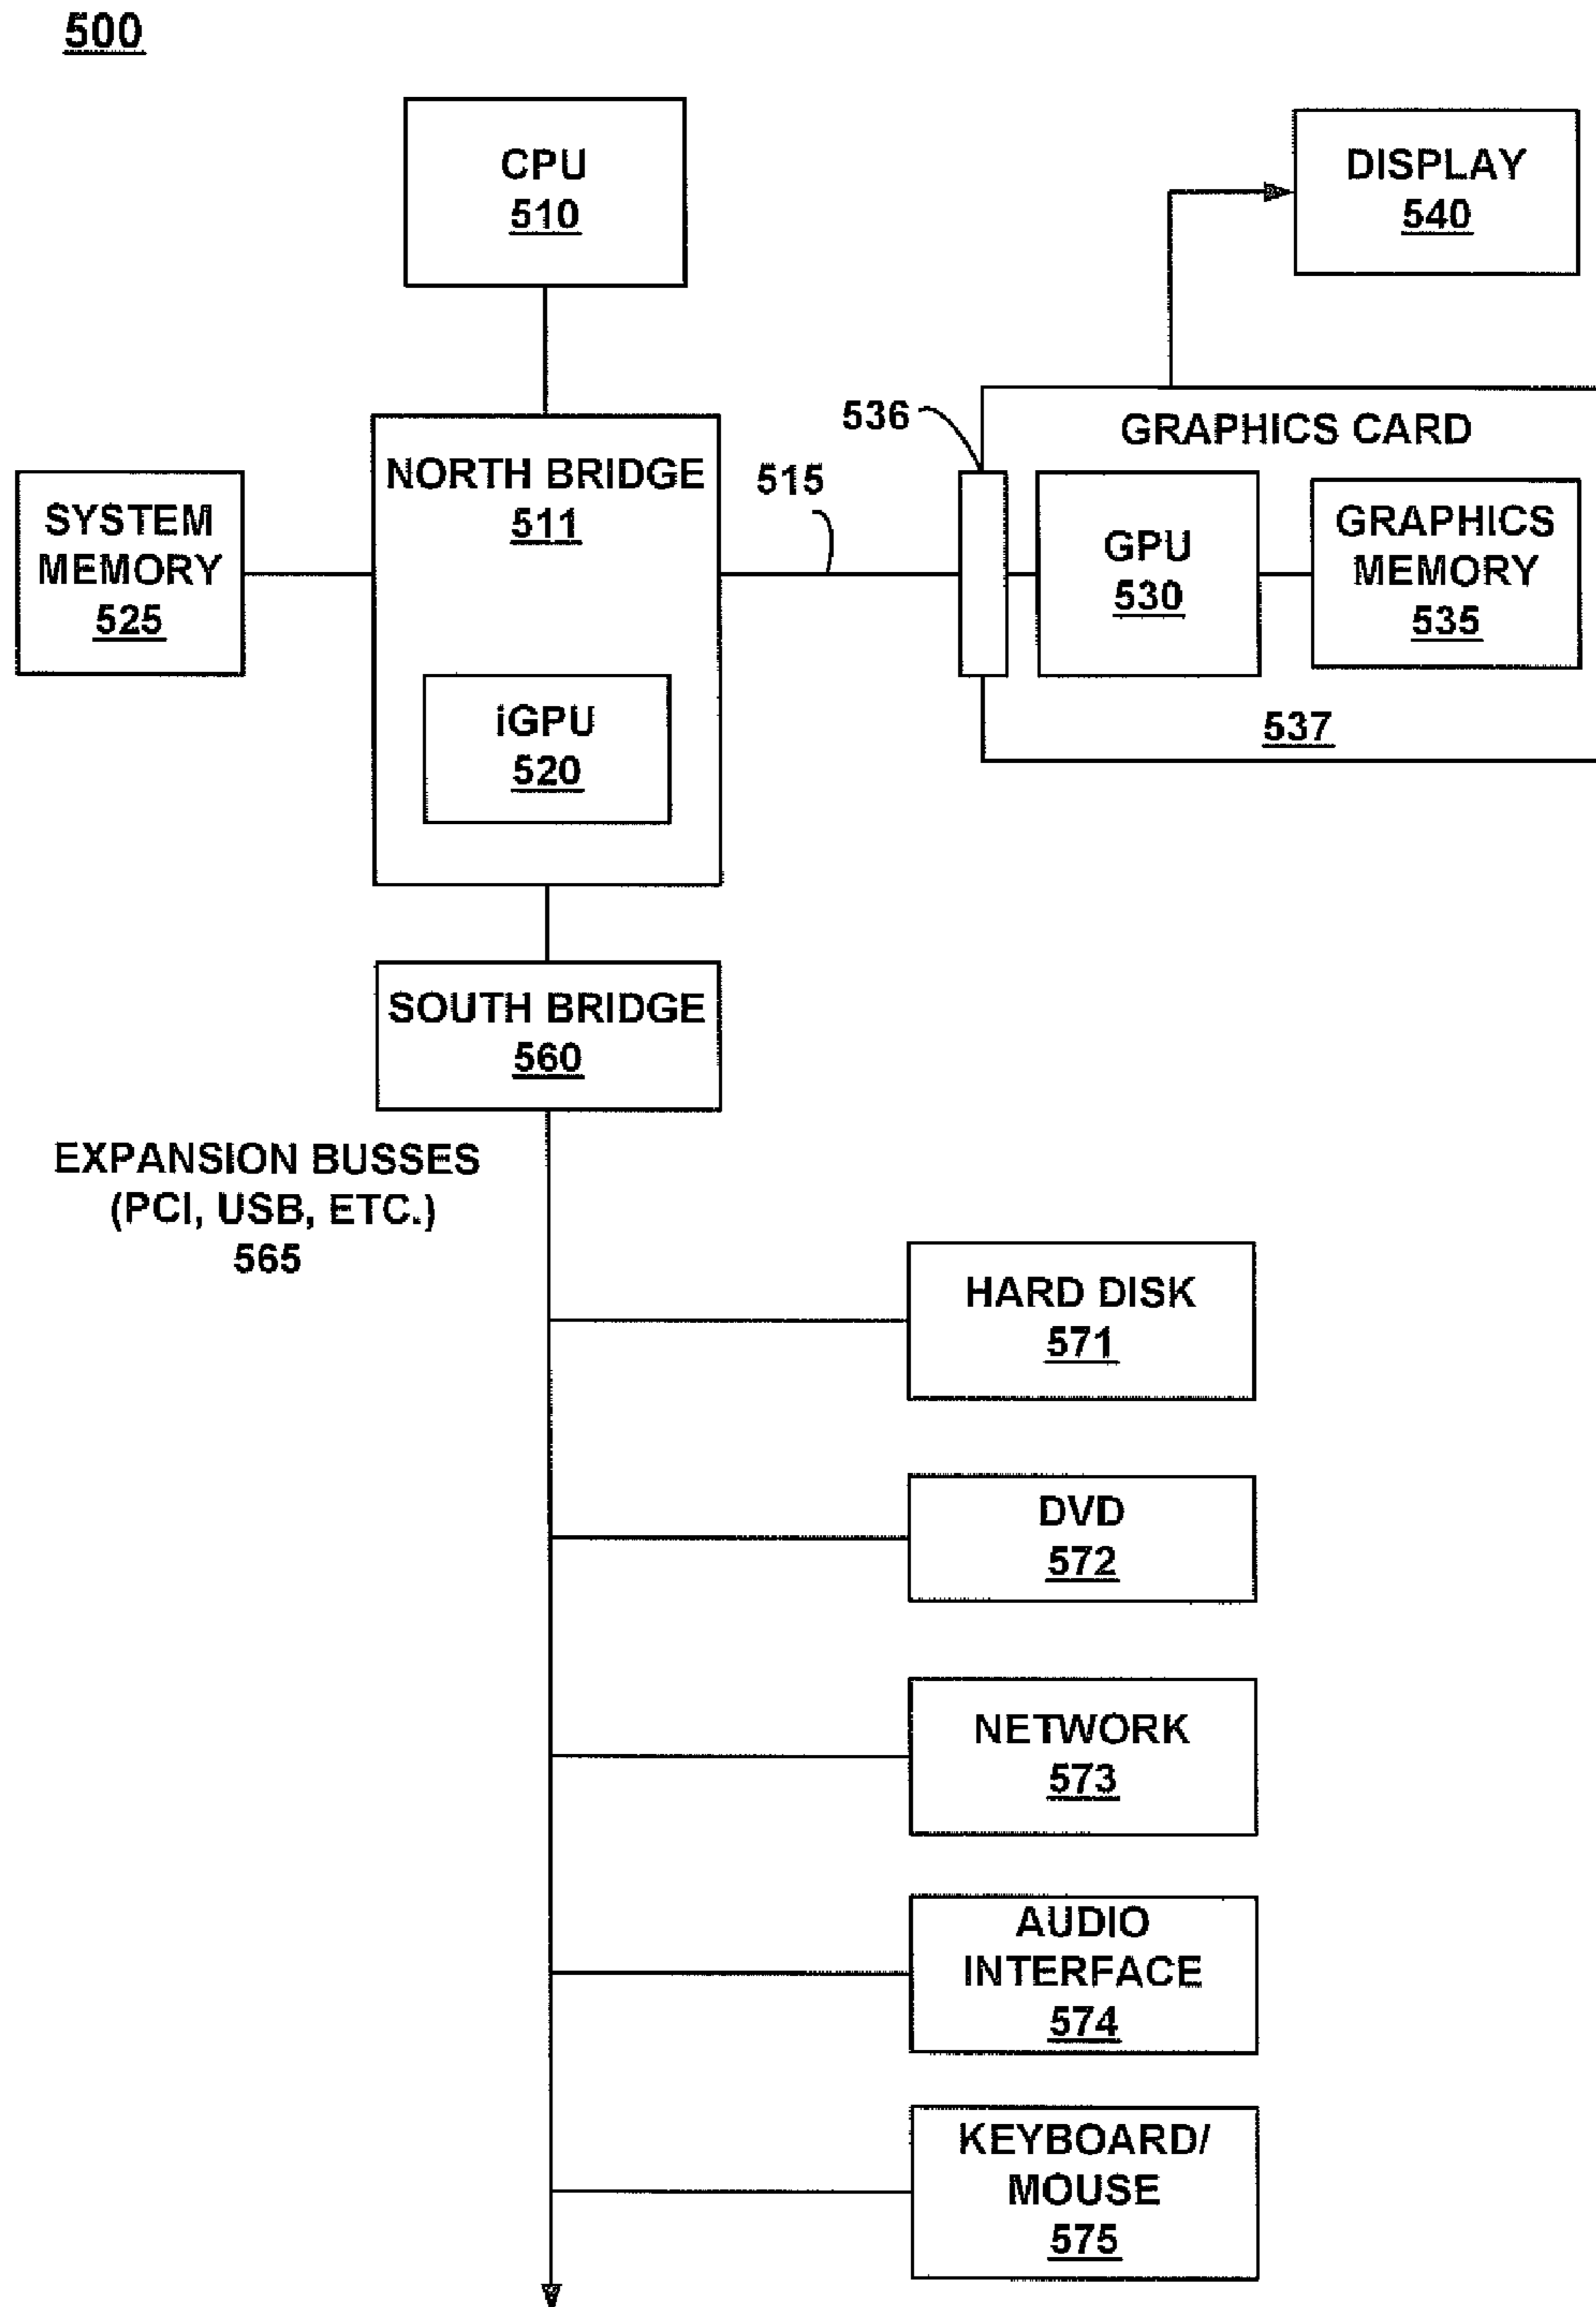 500
CPU
510
DISPLAY
540
536
GRAPHICS CARD
NORTH BRIDGE
511
515
SYSTEM
MEMORY
525
GPU
530
GRAPHICS
MEMORY
535
iGPU
520
537
SOUTH BRIDGE
560
EXPANSION BUSSES
(PCI, USB, ETC.)
565
HARD DISK
571
DVD
572
NETWORK
573
AUDIO
INTERFACE
574
KEYBOARD/
MOUSE
575